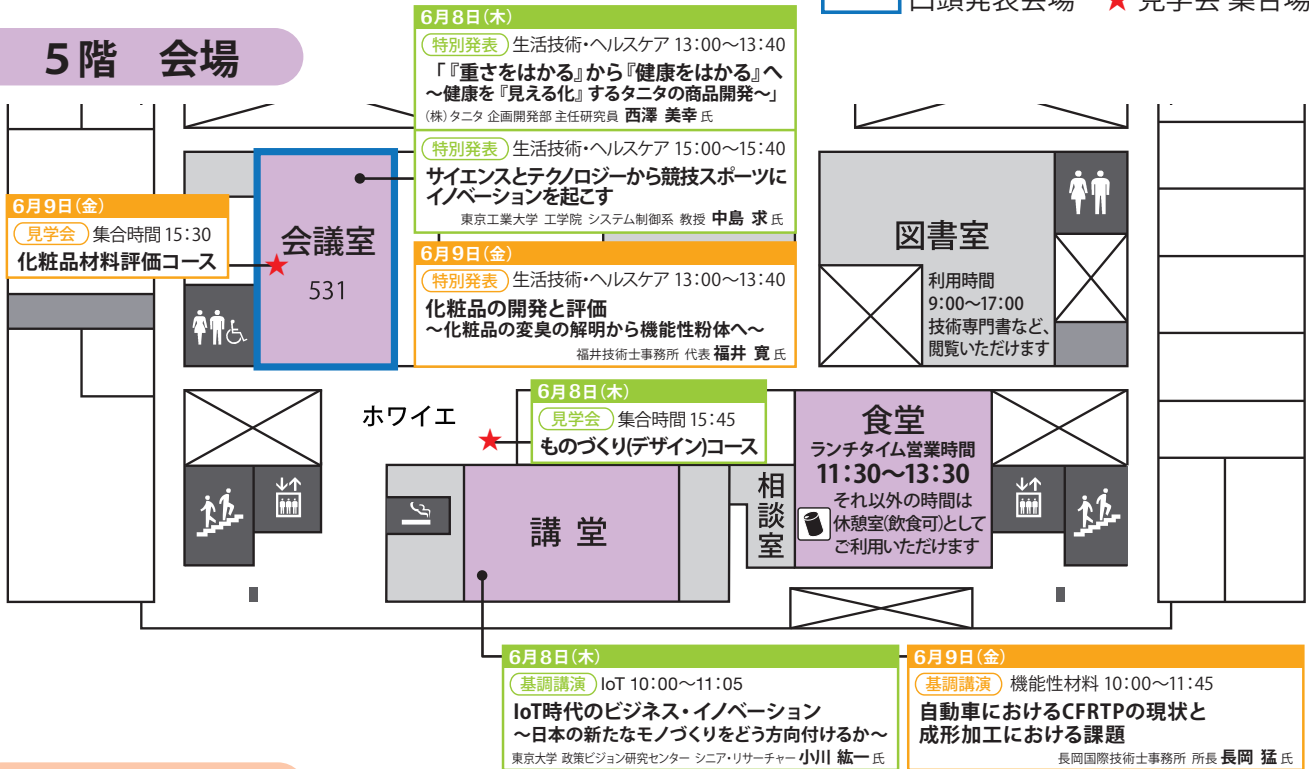 口頭発表会場 ★ 見学会 集合場
5階 会場
6月8日(木)
特別発表 生活技術・ヘルスケア 13:00〜13:40
「『重さをはかる』から『健康をはかる』へ
〜健康を『見える化』するタニタの商品開発〜」
(株)タニタ 企画開発部 主任研究員 西澤 美幸 氏
特別発表 生活技術・ヘルスケア 15:00〜15:40
サイエンスとテクノロジーから競技スポーツに
イノベーションを起こす
東京工業大学 工学院 システム制御系 教授 中島 求 氏
6月9日(金)
特別発表 生活技術・ヘルスケア 13:00〜13:40
化粧品の開発と評価
〜化粧品の変臭の解明から機能性粉体へ〜
福井技術士事務所 代表 福井 寛 氏
6月9日(金)
見学会 集合時間 15:30
化粧品材料評価コース
会議室
531
図書室
利用時間
9:00〜17:00
技術専門書など、
閲覧いただけます
ホワイエ
6月8日(木)
見学会 集合時間 15:45
ものづくり(デザイン)コース
講堂
相談室
食堂
ランチタイム営業時間
11:30〜13:30
それ以外の時間は
休憩室(飲食可)として
ご利用いただけます
6月8日(木)
基調講演 IoT 10:00〜11:05
IoT時代のビジネス・イノベーション
〜日本の新たなモノづくりをどう方向付けるか〜
東京大学 政策ビジョン研究センター シニア・リサーチャー 小川 紘一 氏
6月9日(金)
基調講演 機能性材料 10:00〜11:45
自動車におけるCFRTPの現状と
成形加工における課題
長岡国際技術士事務所 所長 長岡 猛 氏